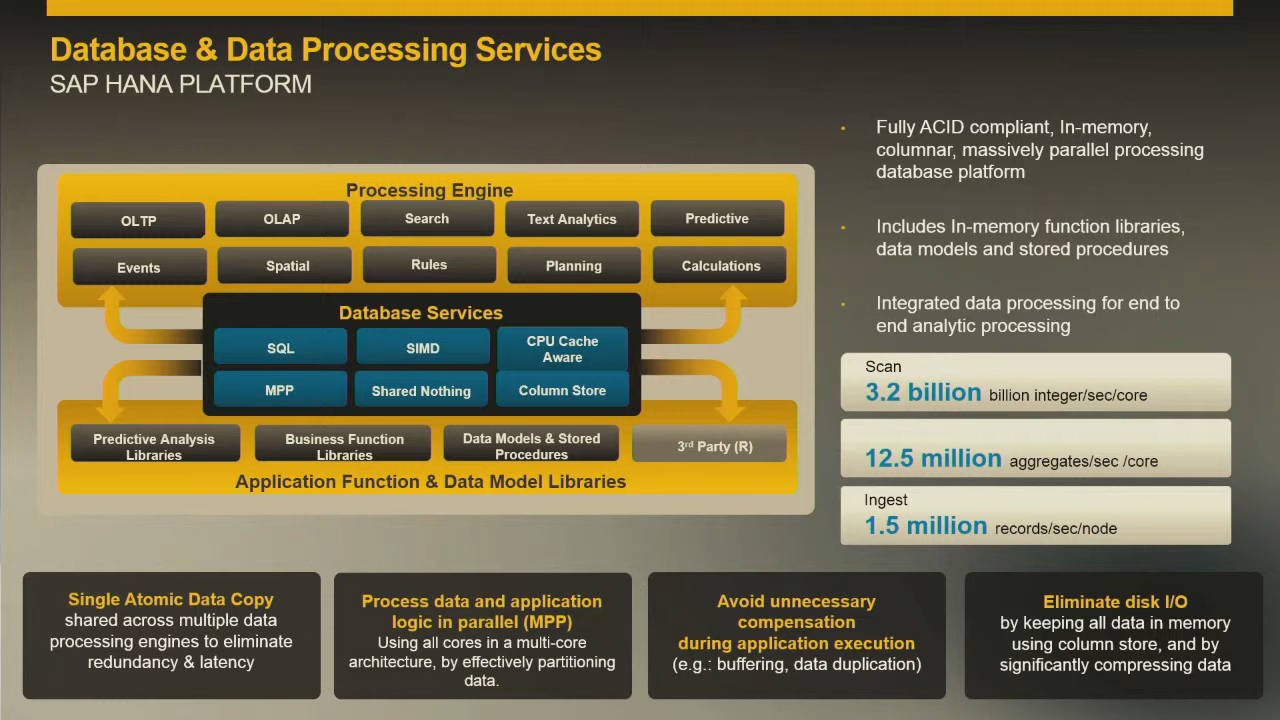 Database & Data Processing Services
SAP HANA PLATFORM
Processing Engine
OLTP
OLAP
Search
Text Analytics
Predictive
Events
Spatial
Rules
Planning
Calculations
Database Services
SQL
SIMD
CPU Cache
Aware
MPP
Shared Nothing
Column Store
Predictive Analysis
Libraries
Business Function
Libraries
Data Models & Stored
Procedures
3rd Party (R)
Application Function & Data Model Libraries
Fully ACID compliant, In-memory,
columnar, massively parallel processing
database platform
Includes In-memory function libraries,
data models and stored procedures
Integrated data processing for end to
end analytic processing
Scan
3.2 billion billion integer/sec/core
12.5 million aggregates/sec /core
Ingest
1.5 million records/sec/node
Single Atomic Data Copy
shared across multiple data
processing engines to eliminate
redundancy & latency
Process data and application
logic in parallel (MPP)
Using all cores in a multi-core
architecture, by effectively partitioning
data.
Avoid unnecessary
compensation
during application execution
(e.g.: buffering, data duplication)
Eliminate disk I/O
by keeping all data in memory
using column store, and by
significantly compressing data